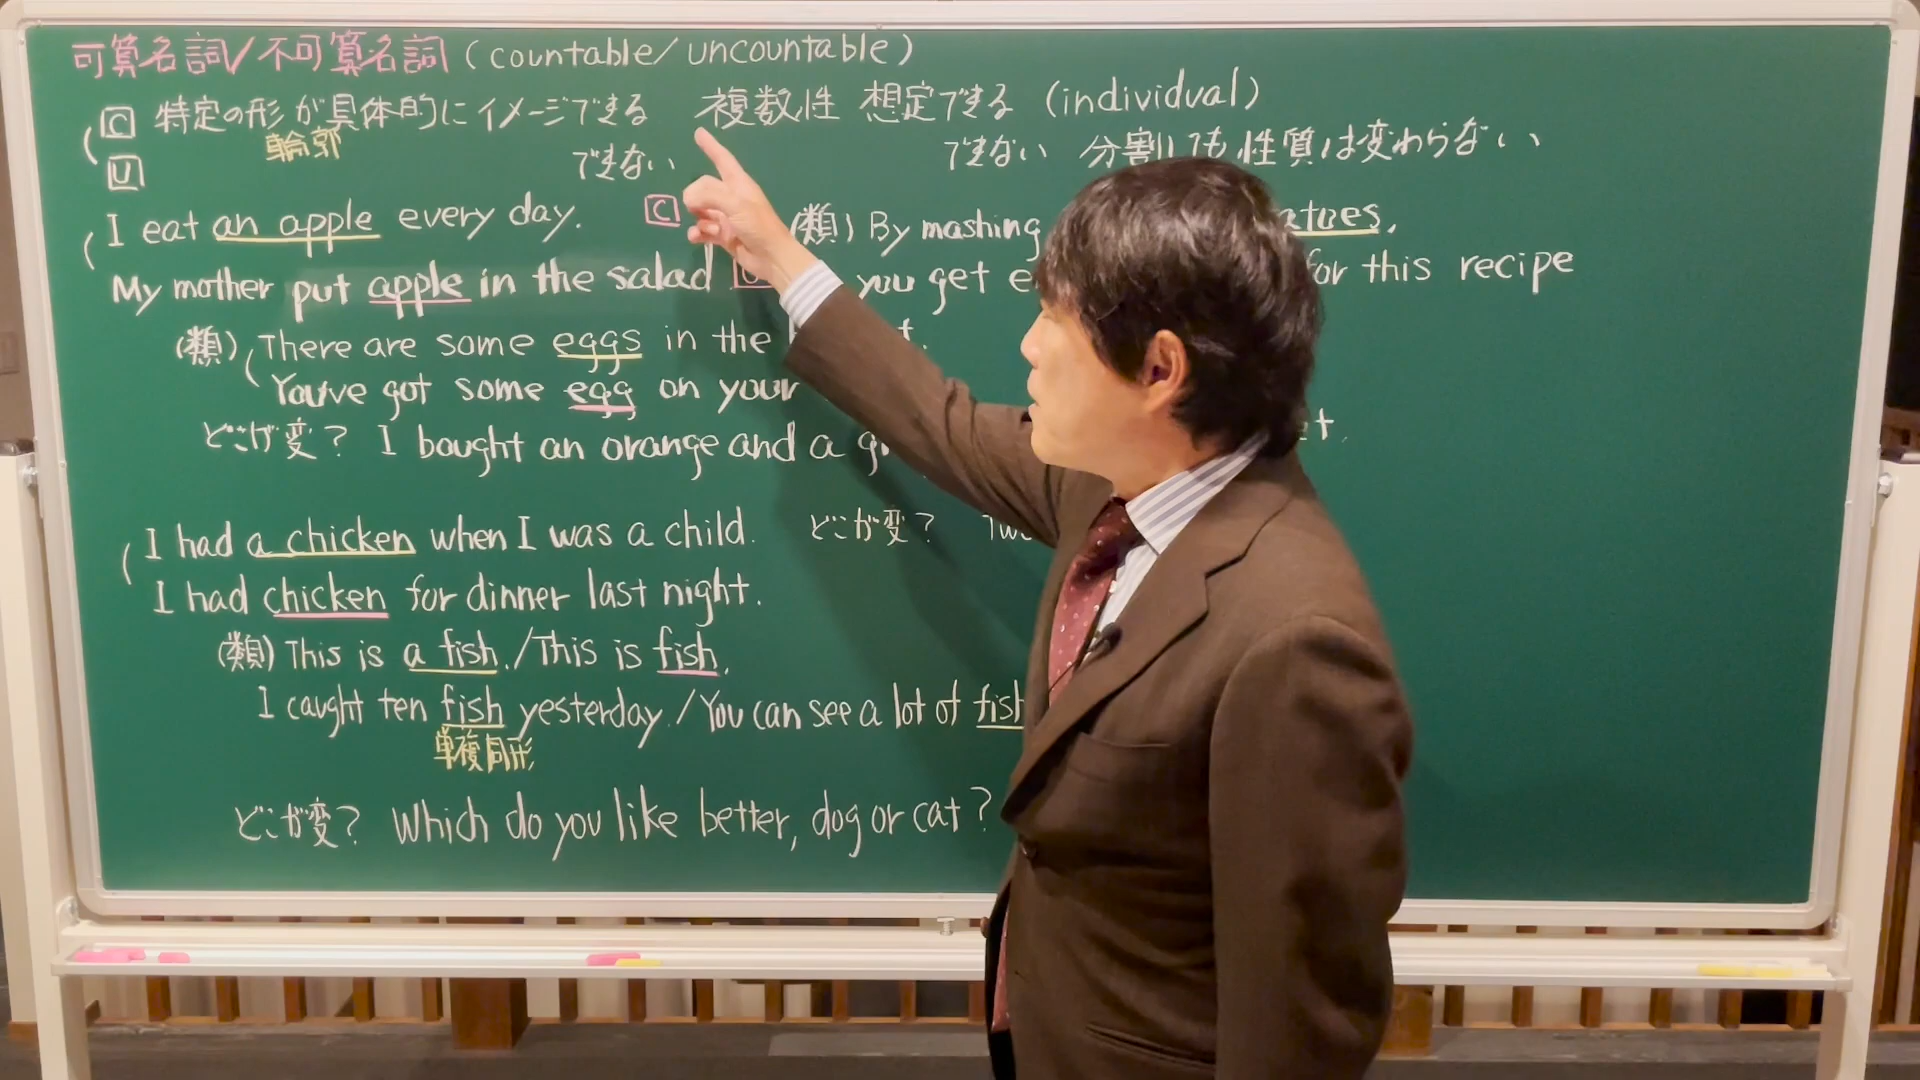 可算名詞/不可算名詞 (countable/uncountable)
C 特定の形が具体的にイメージできる 複数性 想定できる (individual)
輪郭
U できない できない 分割しても性質は変わらない
I eat an apple every day. C
My mother put apple in the salad U
(類) By mashing
you get for this recipe
(類) There are some eggs in the
You've got some egg on your
どこが変? I bought an orange and a
I had a chicken when I was a child.
I had chicken for dinner last night.
どこが変?
(類) This is a fish. / This is fish.
I caught ten fish yesterday. / You can see a lot of fish
単複同形
どこが変? Which do you like better, dog or cat?